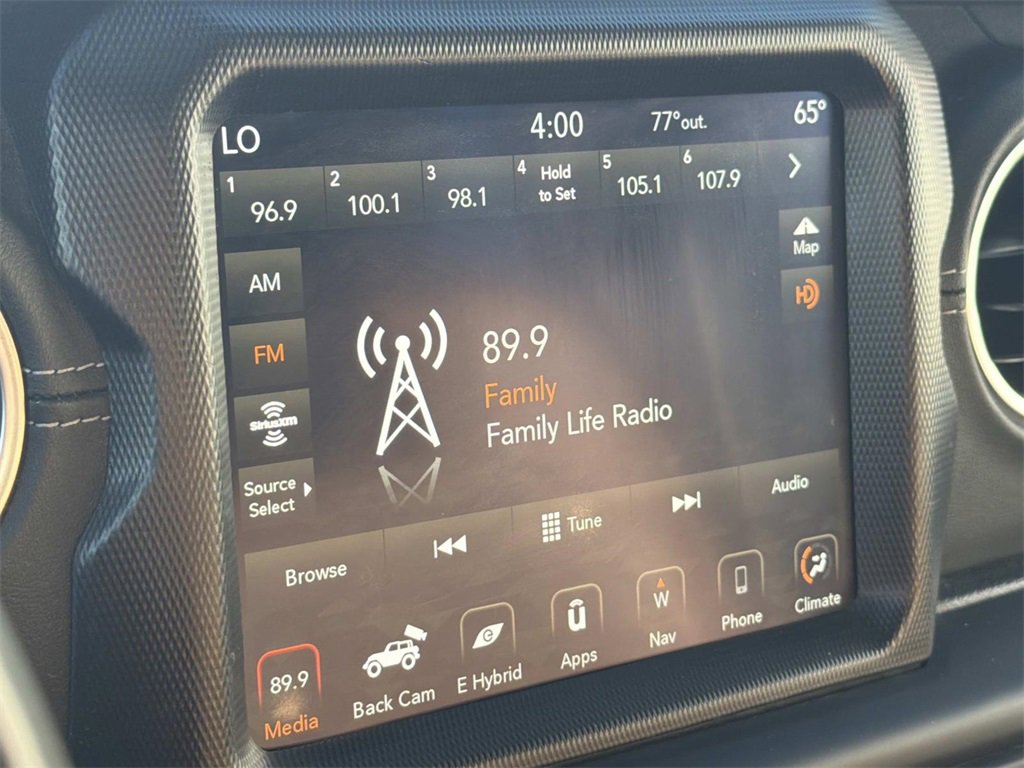 LO 4:00 77°out. 65°
1 96.9 2 100.1 3 98.1 4 Hold to Set 5 105.1 6 107.9
Map
AM
HD
FM
89.9
Family
Family Life Radio
SiriusXM
Source
Select
Browse Tune Audio
89.9
Media
Back Cam
E Hybrid
û
Apps
W
Nav
Phone
Climate